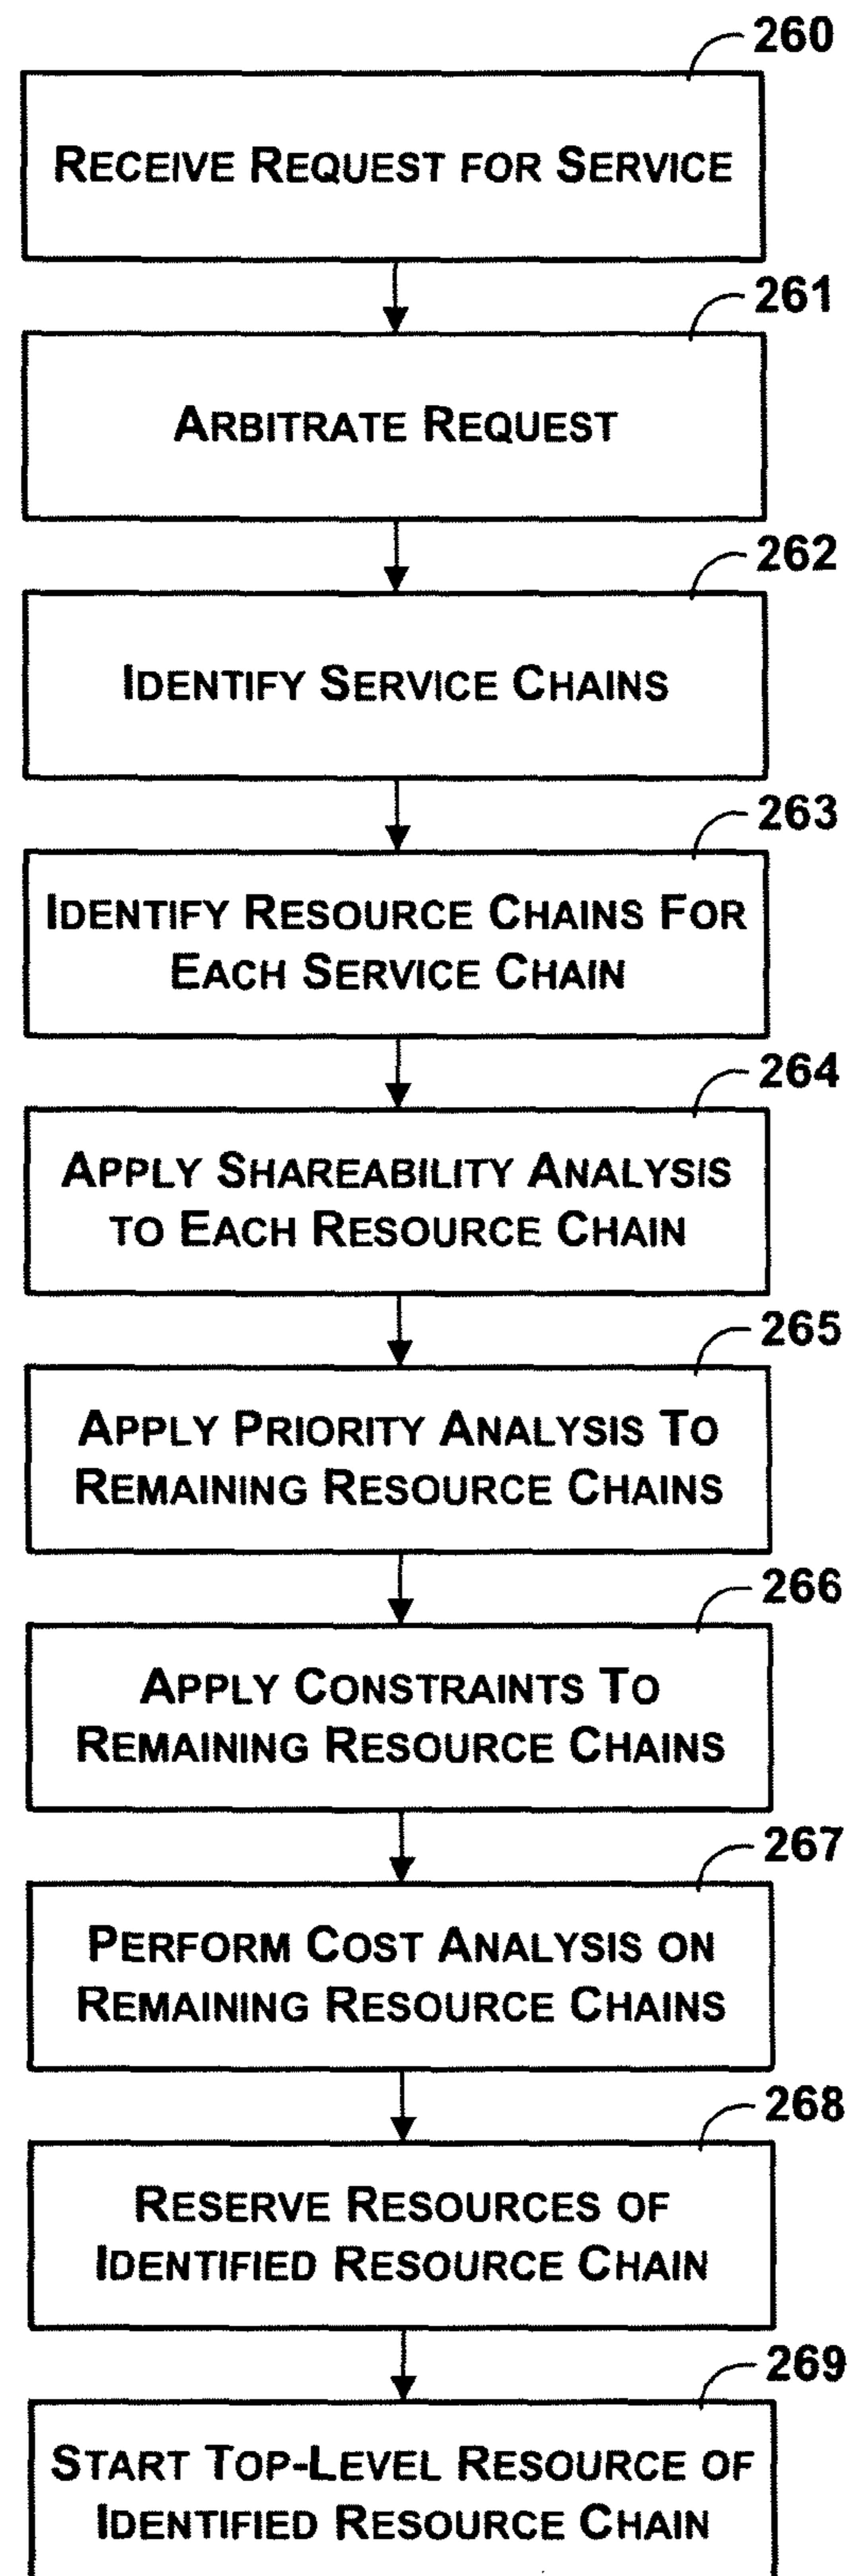 260
RECEIVE REQUEST FOR SERVICE
261
ARBITRATE REQUEST
262
IDENTIFY SERVICE CHAINS
263
IDENTIFY RESOURCE CHAINS FOR
EACH SERVICE CHAIN
264
APPLY SHAREABILITY ANALYSIS
TO EACH RESOURCE CHAIN
265
APPLY PRIORITY ANALYSIS TO
REMAINING RESOURCE CHAINS
266
APPLY CONSTRAINTS TO
REMAINING RESOURCE CHAINS
267
PERFORM COST ANALYSIS ON
REMAINING RESOURCE CHAINS
268
RESERVE RESOURCES OF
IDENTIFIED RESOURCE CHAIN
269
START TOP-LEVEL RESOURCE OF
IDENTIFIED RESOURCE CHAIN